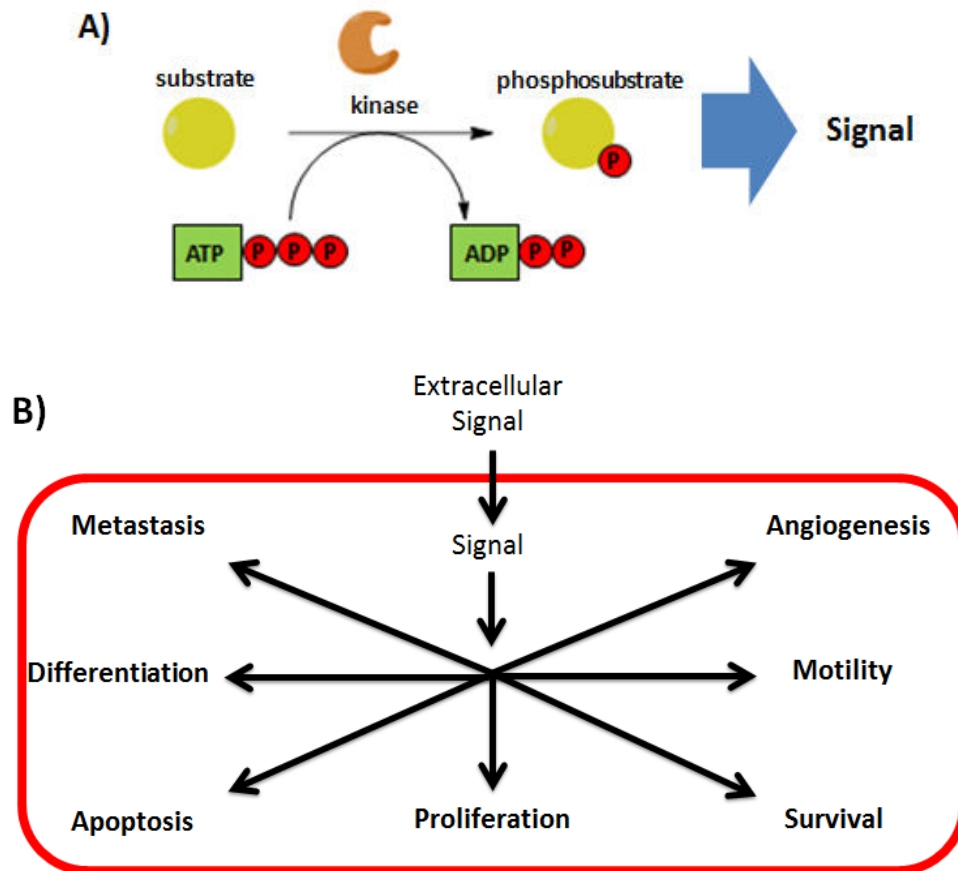 A)
substrate
kinase
phosphosubstrate
Signal
P
ATP P P P
ADP P P
B)
Extracellular
Signal
Metastasis
Signal
Angiogenesis
Differentiation
Motility
Apoptosis
Proliferation
Survival